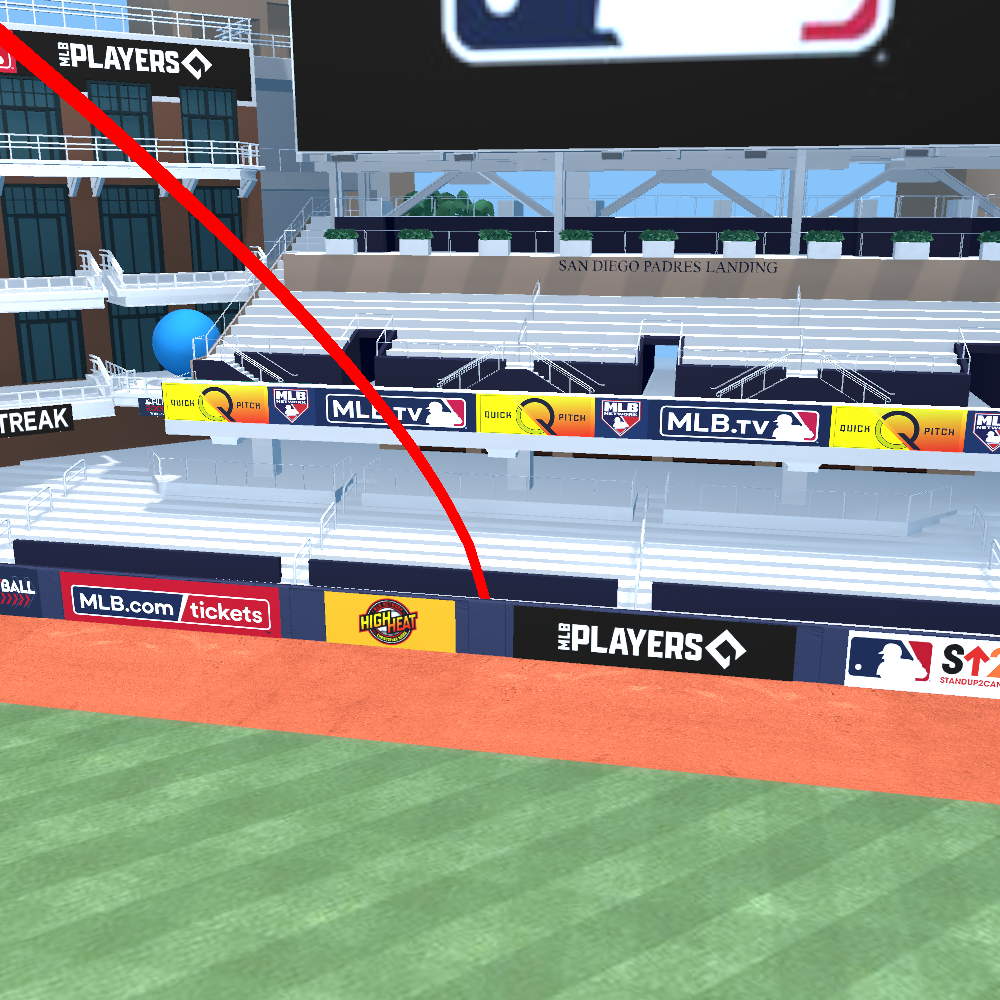 MLB PLAYERS
SAN DIEGO PADRES LANDING
QUICK PITCH
MLB NETWORK
MLB.TV
QUICK PITCH
MLB NETWORK
MLB.TV
QUICK PITCH
TREAK
BALL
MLB.com/tickets
HIGH HEAT
MLB PLAYERS
S↑2
STANDUP2CAN